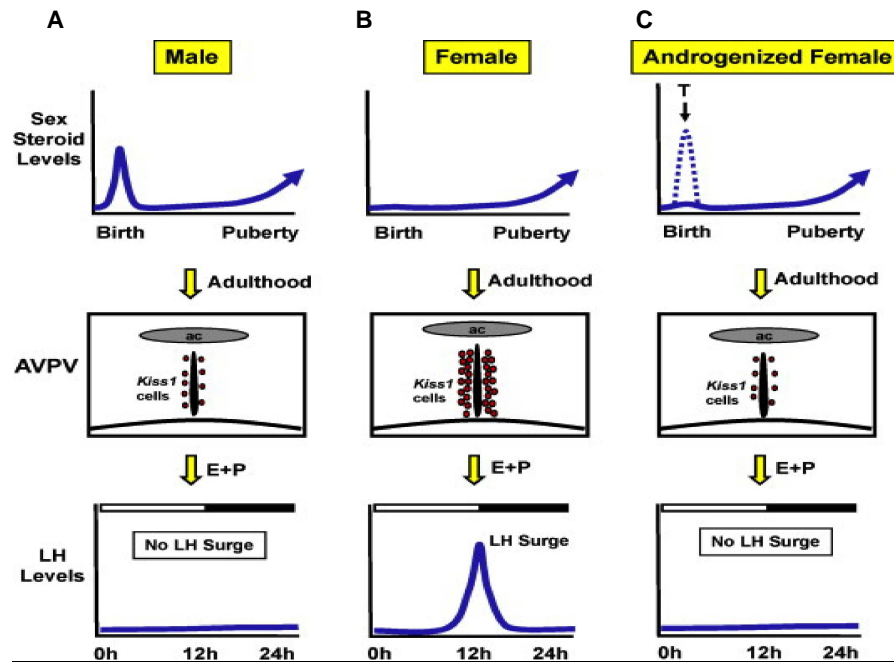 A
B
C
Male
Female
Androgenized Female
Sex
Steroid
Levels
T
Birth
Puberty
Birth
Puberty
Birth
Puberty
Adulthood
Adulthood
Adulthood
AVPV
ac
Kiss1
cells
ac
Kiss1
cells
ac
Kiss1
cells
E+P
E+P
E+P
LH
Levels
No LH Surge
LH Surge
No LH Surge
0h
12h
24h
0h
12h
24h
0h
12h
24h